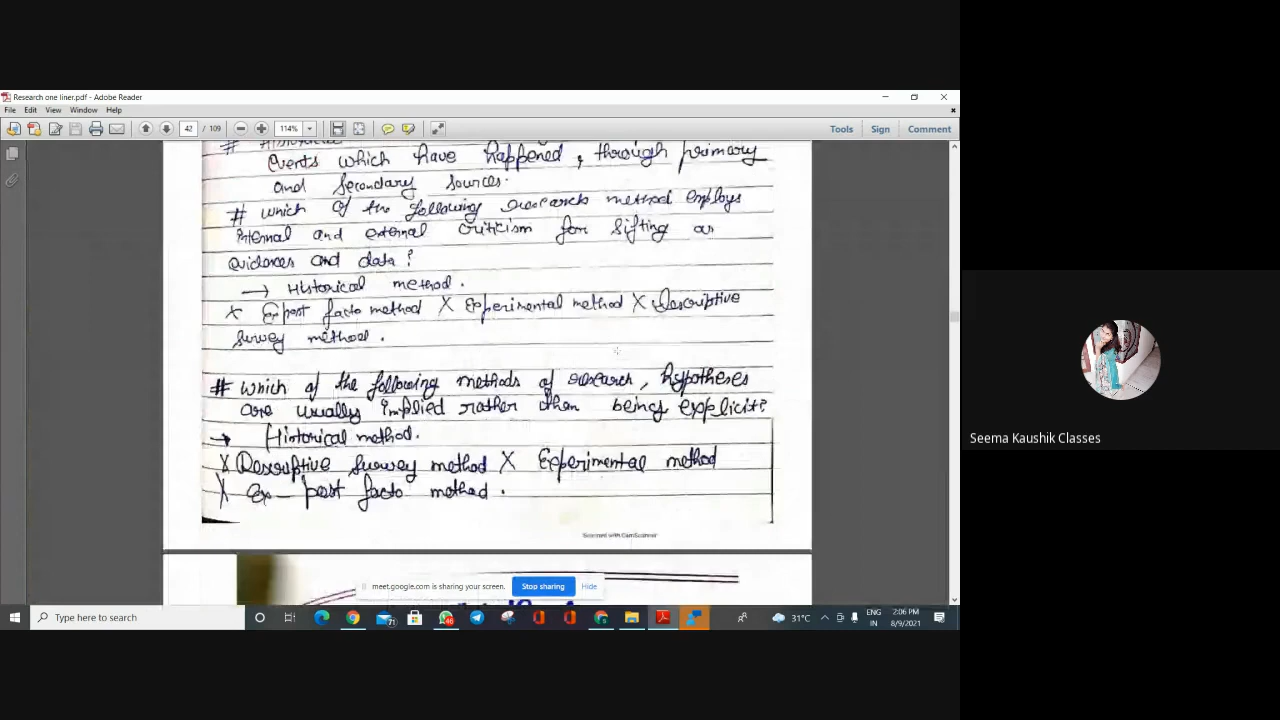 Research one liner.pdf - Adobe Reader
File Edit View Window Help
42 / 109 114% Tools Sign Comment
#
Events which have happened, through primary
and secondary sources.
# which of the following research method employs
internal and external criticism for sifting as
evidences and data?
→ Historical method.
X Ex post facto method X Experimental method X Descriptive
survey method.
# which of the following methods of research, hypotheses
are usually implied rather than being explicit?
→ Historical method.
X Descriptive survey method X Experimental method
X Ex-post facto method.
Scanned with CamScanner
meet.google.com is sharing your screen. Stop sharing Hide
Seema Kaushik Classes
Type here to search
71
31°C
ENG
IN
2:06 PM
8/9/2021